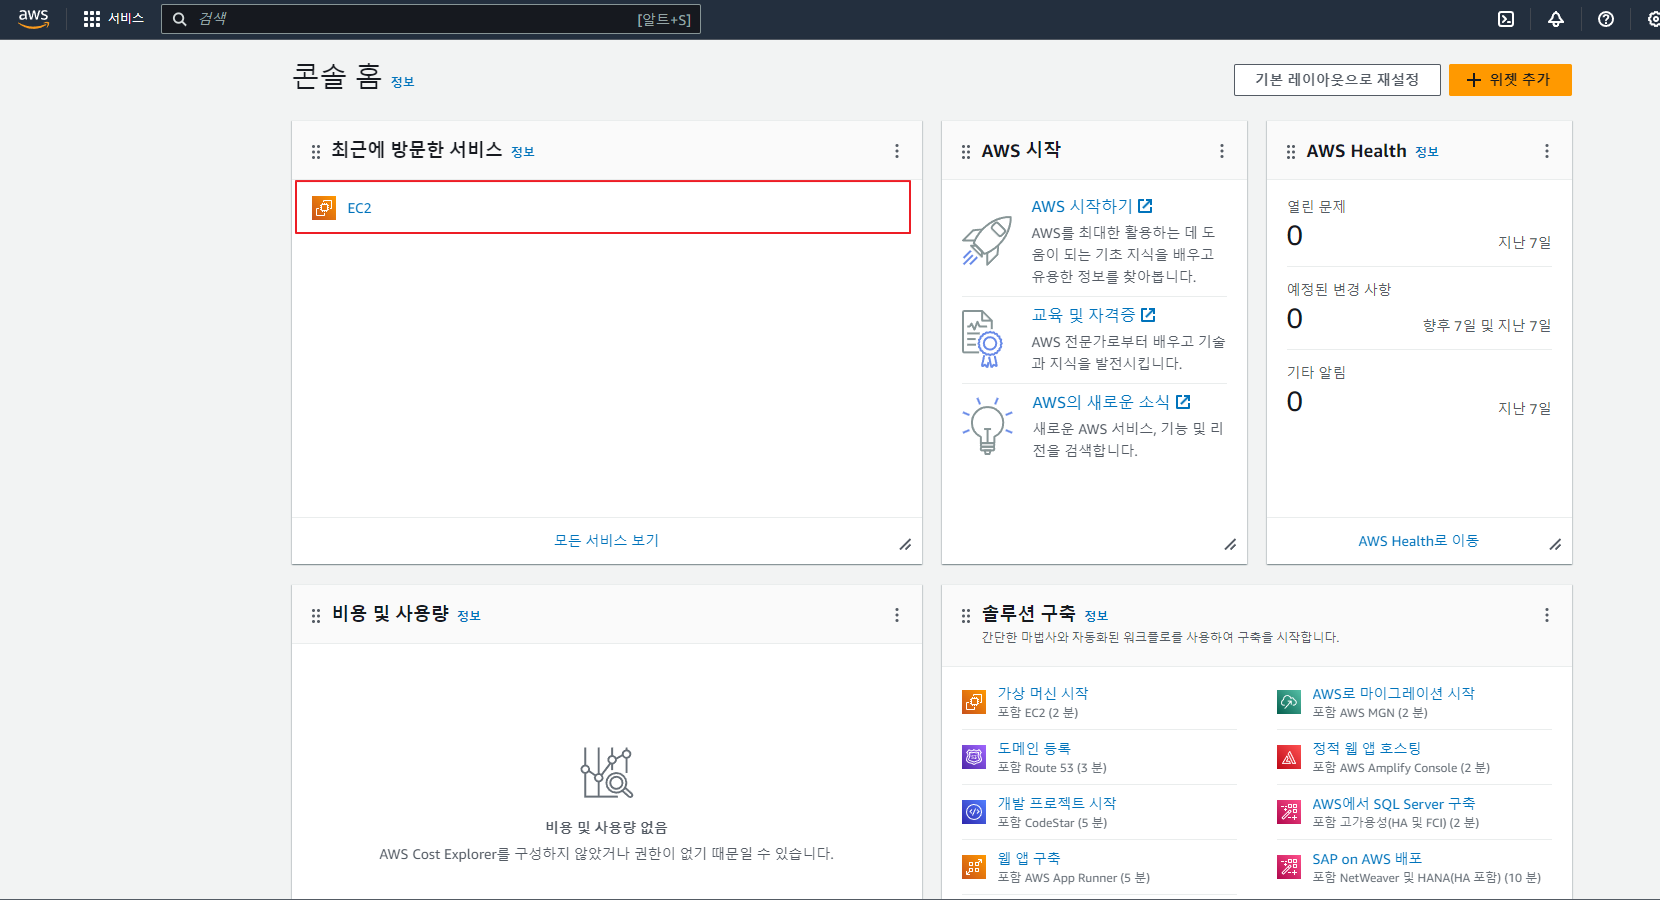 aws
서비스
검색
[알트+S]
콘솔 홈 정보
기본 레이아웃으로 재설정
위젯 추가
최근에 방문한 서비스 정보
EC2
모든 서비스 보기
AWS 시작
AWS 시작하기
AWS를 최대한 활용하는 데 도
움이 되는 기초 지식을 배우고
유용한 정보를 찾아봅니다.
교육 및 자격증
AWS 전문가로부터 배우고 기술
과 지식을 발전시킵니다.
AWS의 새로운 소식
새로운 AWS 서비스, 기능 및 리
전을 검색합니다.
AWS Health 정보
열린 문제
0
지난 7일
예정된 변경 사항
0
향후 7일 및 지난 7일
기타 알림
0
지난 7일
AWS Health로 이동
비용 및 사용량 정보
비용 및 사용량 없음
AWS Cost Explorer를 구성하지 않았거나 권한이 없기 때문일 수 있습니다.
솔루션 구축 정보
간단한 마법사와 자동화된 워크플로를 사용하여 구축을 시작합니다.
가상 머신 시작
포함 EC2 (2 분)
AWS로 마이그레이션 시작
포함 AWS MGN (2 분)
도메인 등록
포함 Route 53 (3 분)
정적 웹 앱 호스팅
포함 AWS Amplify Console (2 분)
개발 프로젝트 시작
포함 CodeStar (5 분)
AWS에서 SQL Server 구축
포함 고가용성(HA 및 FCI) (2 분)
웹 앱 구축
포함 AWS App Runner (5 분)
SAP on AWS 배포
포함 NetWeaver 및 HANA(HA 포함) (10 분)